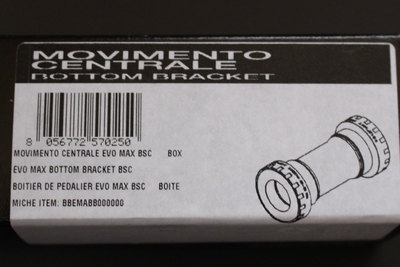 MOVIMENTO
CENTRALE
BOTTOM BRACKET
8 056772 570250
MOVIMENTO CENTRALE EVO MAX BSC BOX
EVO MAX BOTTOM BRACKET BSC
BOITIER DE PEDALIER EVO MAX BSC BOITE
MICHE ITEM: BBEMABB000000